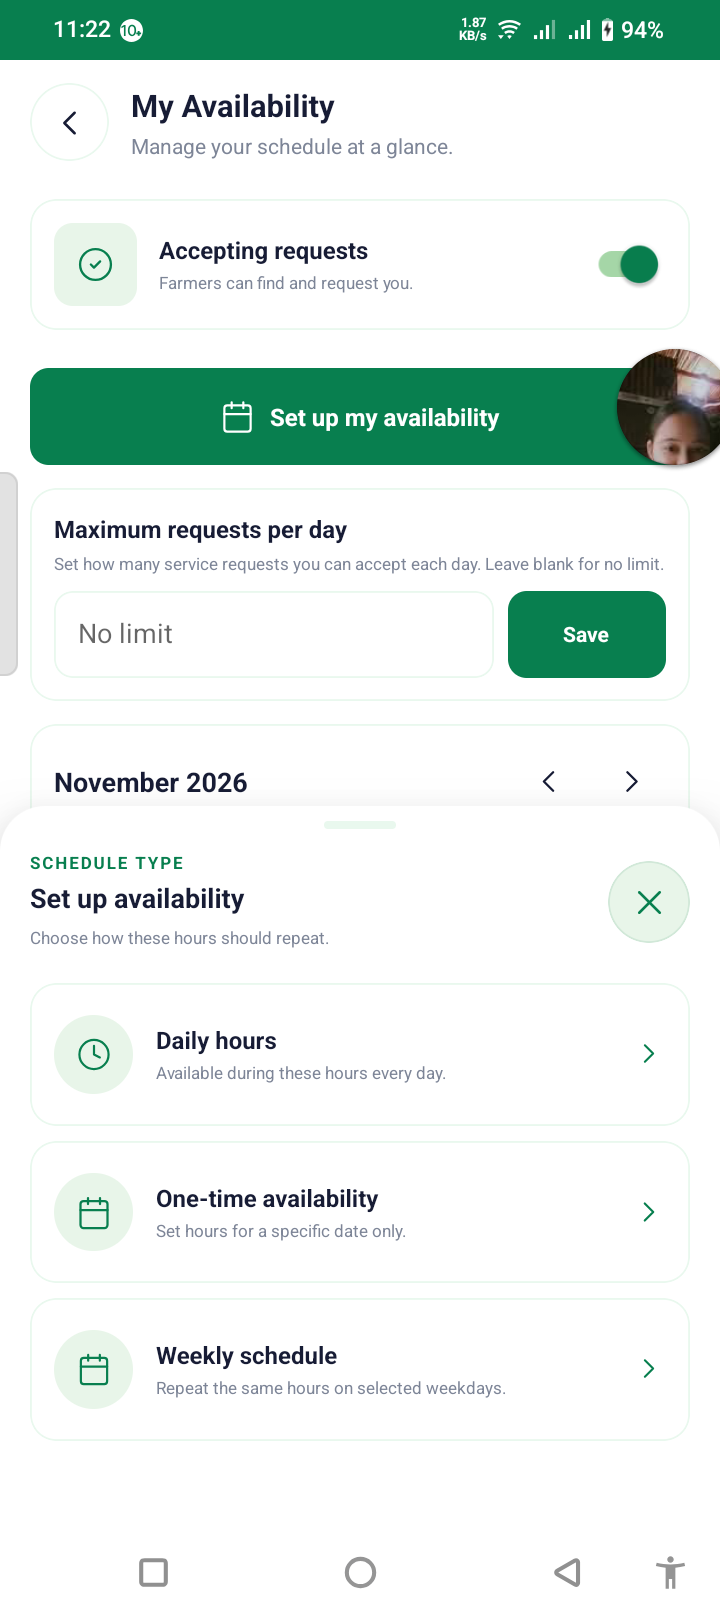 11:22 10+ 1.87 KB/s 94%
My Availability
Manage your schedule at a glance.
Accepting requests
Farmers can find and request you.
Set up my availability
Maximum requests per day
Set how many service requests you can accept each day. Leave blank for no limit.
No limit
Save
November 2026
SCHEDULE TYPE
Set up availability
Choose how these hours should repeat.
Daily hours
Available during these hours every day.
One-time availability
Set hours for a specific date only.
Weekly schedule
Repeat the same hours on selected weekdays.